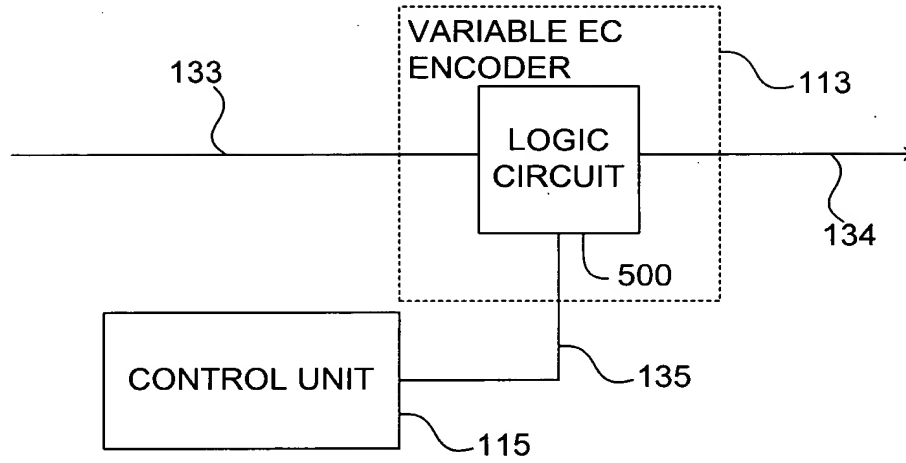 VARIABLE EC
ENCODER
133
113
LOGIC
CIRCUIT
134
500
CONTROL UNIT
135
115